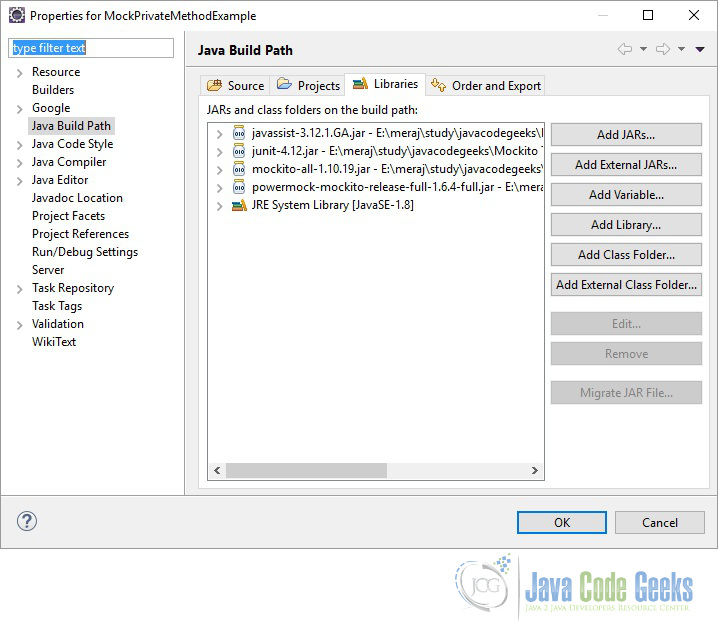 Properties for MockPrivateMethodExample
type filter text
Resource
Builders
Google
Java Build Path
Java Code Style
Java Compiler
Java Editor
Javadoc Location
Project Facets
Project References
Run/Debug Settings
Server
Task Repository
Task Tags
Validation
WikiText
Java Build Path
Source Projects Libraries Order and Export
JARs and class folders on the build path:
javassist-3.12.1.GA.jar - E:\meraj\study\javacodegeeks\
junit-4.12.jar - E:\meraj\study\javacodegeeks\Mockito
mockito-all-1.10.19.jar - E:\meraj\study\javacodegeeks
powermock-mockito-release-full-1.6.4-full.jar - E:\mera
JRE System Library [JavaSE-1.8]
Add JARs...
Add External JARs...
Add Variable...
Add Library...
Add Class Folder...
Add External Class Folder...
Edit...
Remove
Migrate JAR File...
?
OK
Cancel
JCG
Java Code Geeks
Java 2 Java Developers Resource Center